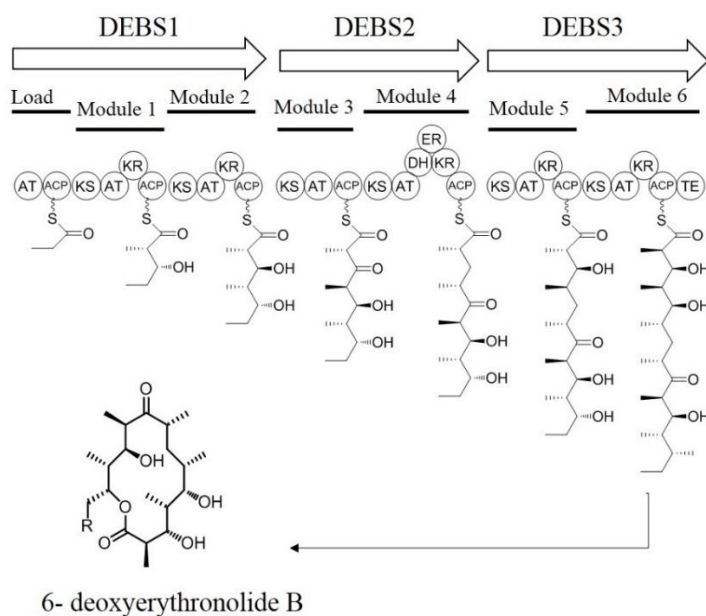 DEBS1 DEBS2 DEBS3
Load Module 1 Module 2 Module 3 Module 4 Module 5 Module 6
ER
KR KR DH KR KR KR
AT ACP KS AT ACP KS AT ACP KS AT ACP KS AT ACP KS AT ACP KS AT ACP TE
S S S S S S S
O O O O O O O
OH OH O OH OH
OH OH O OH
OH O OH O
OH OH OH
OH
O
OH
O
R
OH
O
OH
6- deoxyerythronolide B